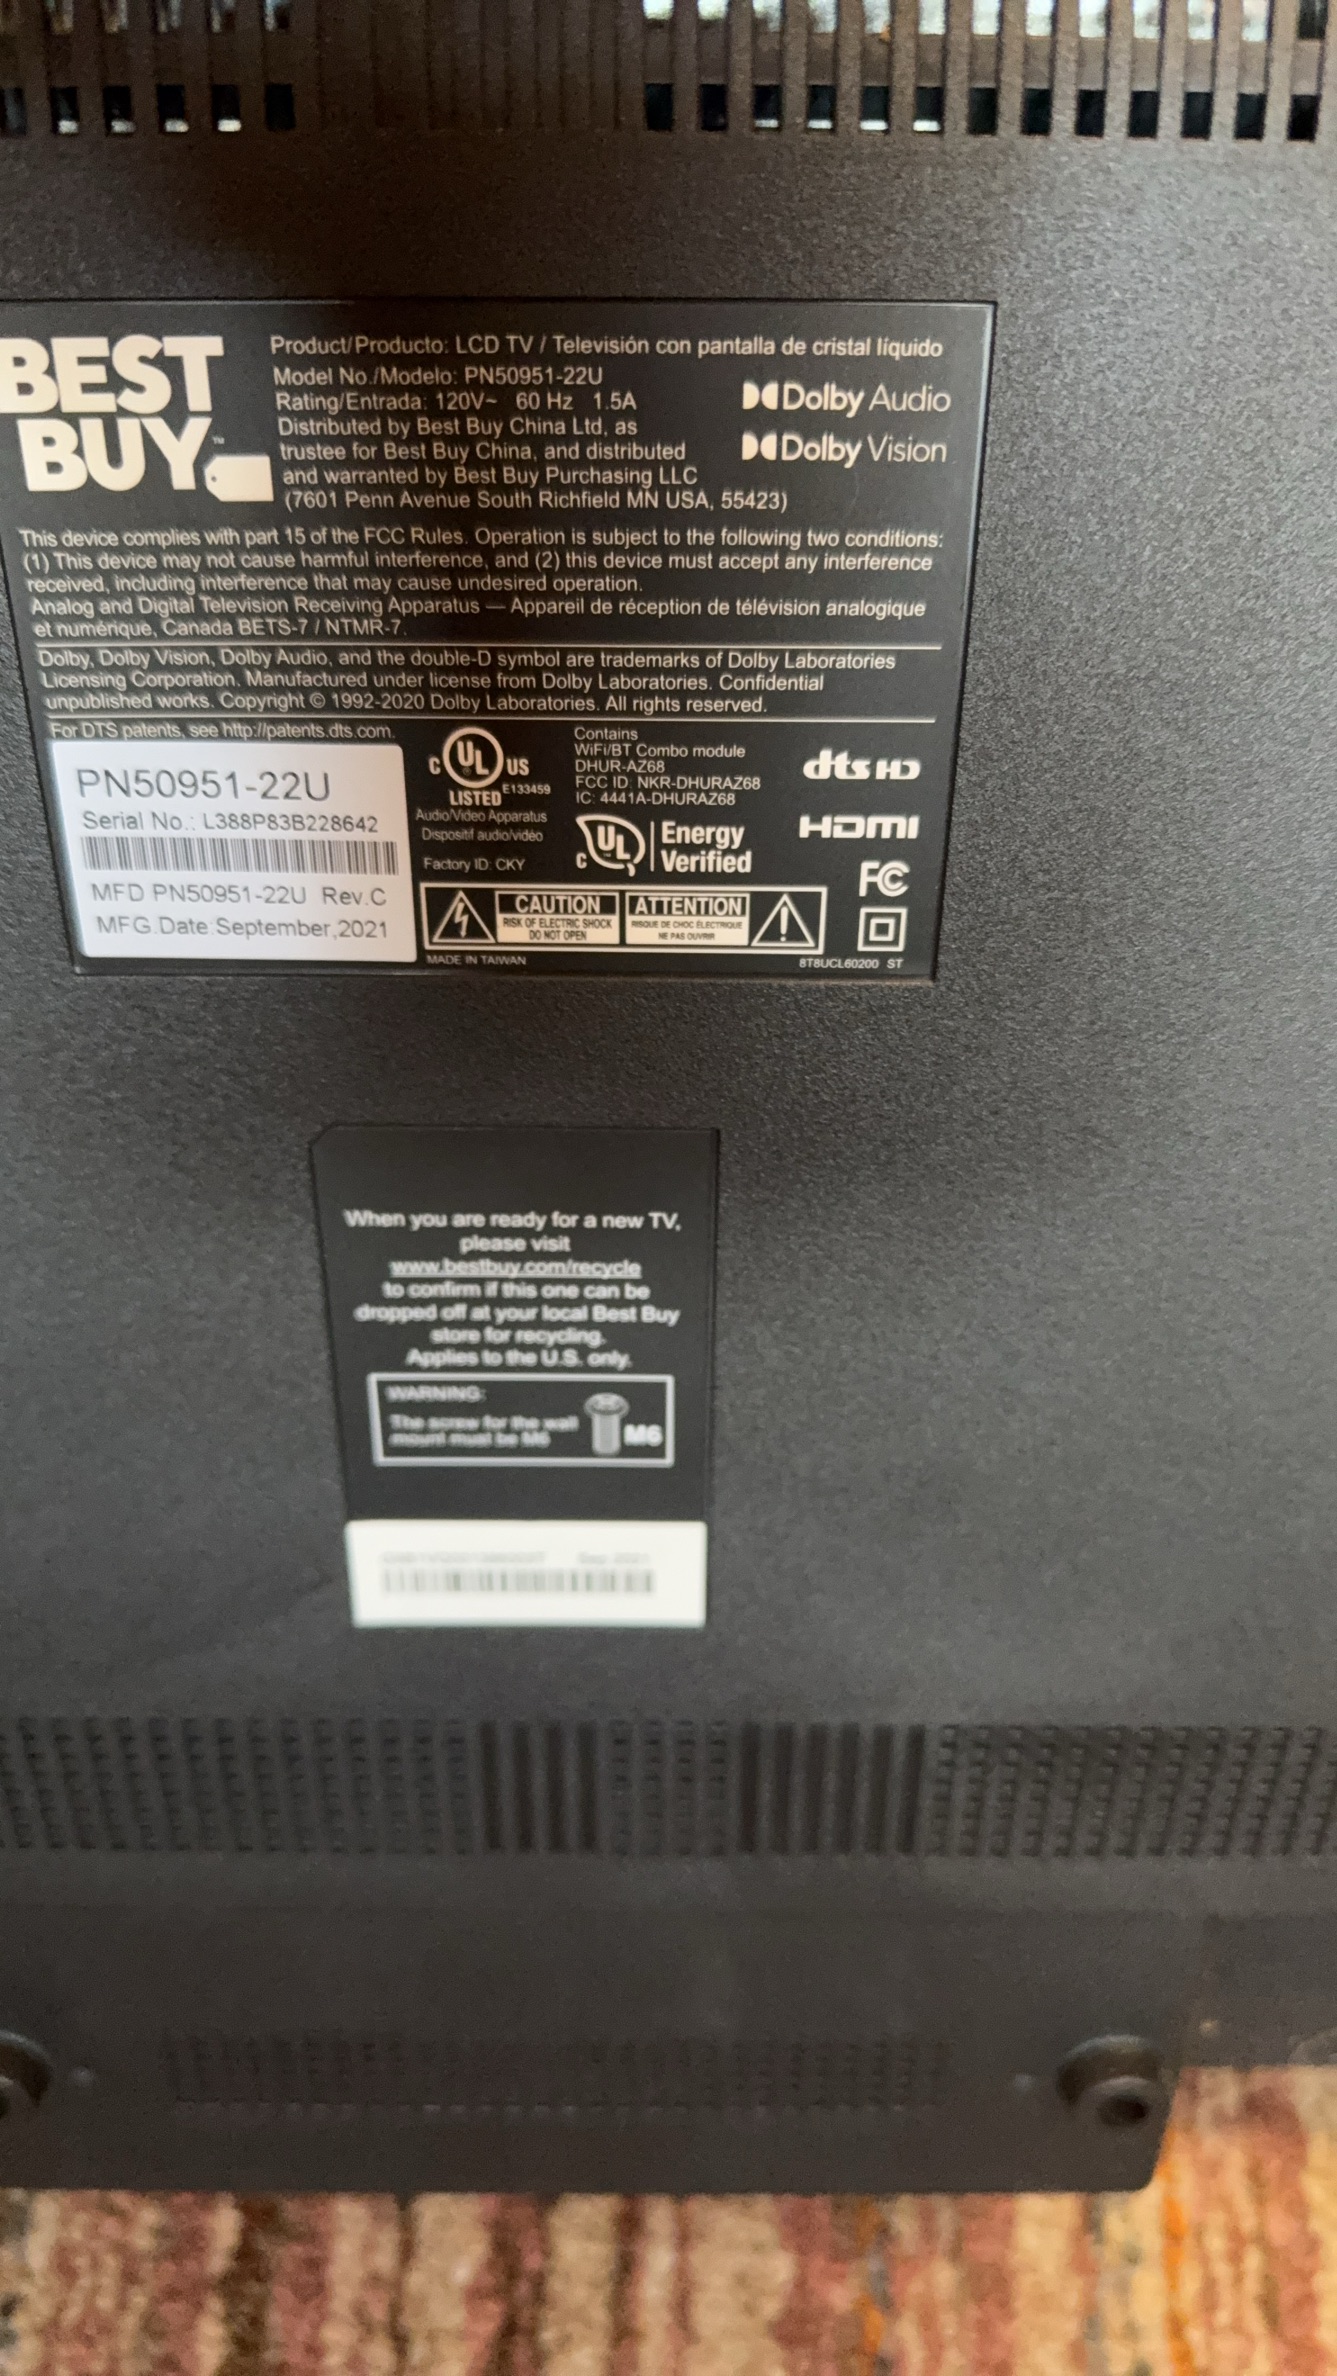 BEST
BUY™
Product/Producto: LCD TV / Televisión con pantalla de cristal líquido
Model No./Modelo: PN50951-22U
Rating/Entrada: 120V~ 60 Hz 1.5A
Distributed by Best Buy China Ltd, as
trustee for Best Buy China, and distributed
and warranted by Best Buy Purchasing LLC
(7601 Penn Avenue South Richfield MN USA, 55423)
Dolby Audio
Dolby Vision
This device complies with part 15 of the FCC Rules. Operation is subject to the following two conditions:
(1) This device may not cause harmful interference, and (2) this device must accept any interference
received, including interference that may cause undesired operation.
Analog and Digital Television Receiving Apparatus — Appareil de réception de télévision analogique
et numérique, Canada BETS-7 / NTMR-7.
Dolby, Dolby Vision, Dolby Audio, and the double-D symbol are trademarks of Dolby Laboratories
Licensing Corporation. Manufactured under license from Dolby Laboratories. Confidential
unpublished works. Copyright © 1992-2020 Dolby Laboratories. All rights reserved.
For DTS patents, see http://patents.dts.com.
PN50951-22U
Serial No.: L388P83B228642
MFD PN50951-22U Rev.C
MFG.Date:September,2021
C UL US
LISTED E133459
Audio/Video Apparatus
Dispositif audio/vidéo
Factory ID: CKY
Contains
WiFi/BT Combo module
DHUR-AZ68
FCC ID: NKR-DHURAZ68
IC: 4441A-DHURAZ68
C UL Energy
Verified
dts HD
HDMI
FC
CAUTION
RISK OF ELECTRIC SHOCK
DO NOT OPEN
ATTENTION
RISQUE DE CHOC ÉLECTRIQUE
NE PAS OUVRIR
MADE IN TAIWAN
8T8UCL60200 ST
When you are ready for a new TV,
please visit
www.bestbuy.com/recycle
to confirm if this one can be
dropped off at your local Best Buy
store for recycling.
Applies to the U.S. only.
WARNING:
The screw for the wall
mount must be M6
M6